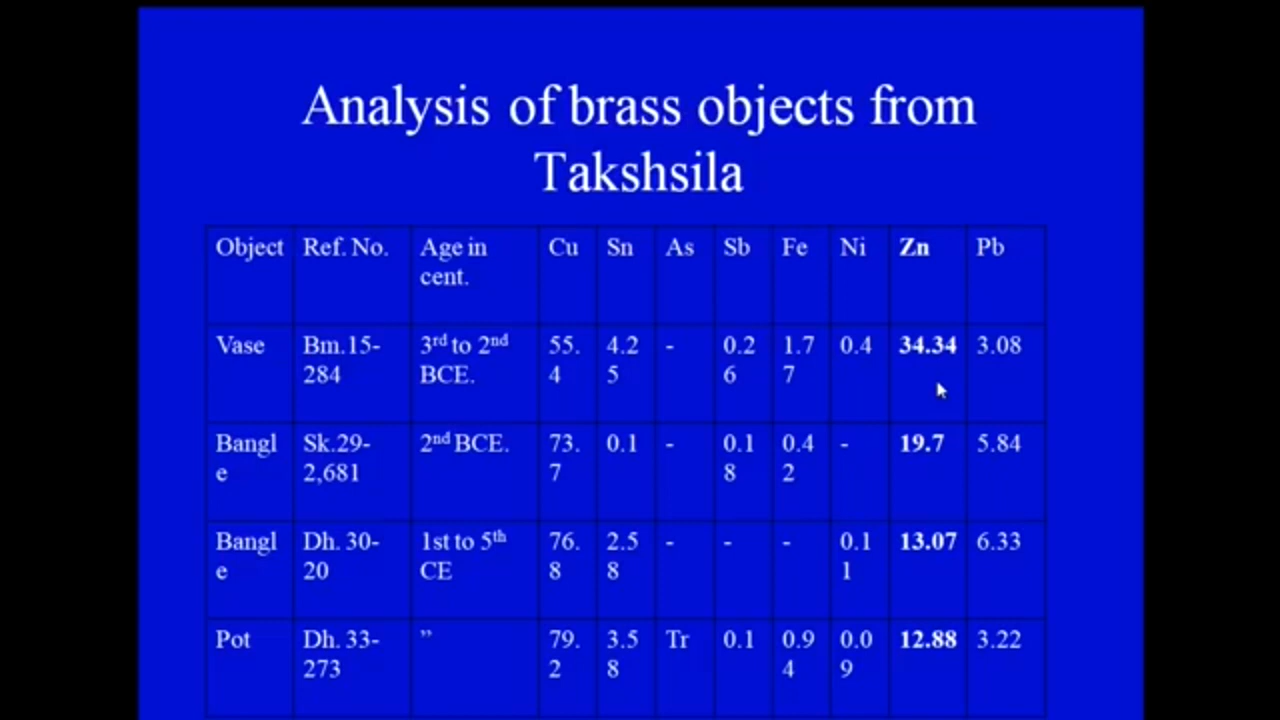 Analysis of brass objects from
Takshsila
Object Ref. No. Age in cent. Cu Sn As Sb Fe Ni Zn Pb
Vase Bm.15-284 3rd to 2nd BCE. 55.4 4.25 - 0.26 1.77 0.4 34.34 3.08
Bangle Sk.29-2,681 2nd BCE. 73.7 0.1 - 0.18 0.42 - 19.7 5.84
Bangle Dh. 30-20 1st to 5th CE 76.8 2.58 - - - 0.11 13.07 6.33
Pot Dh. 33-273 ” 79.2 3.58 Tr 0.1 0.94 0.09 12.88 3.22